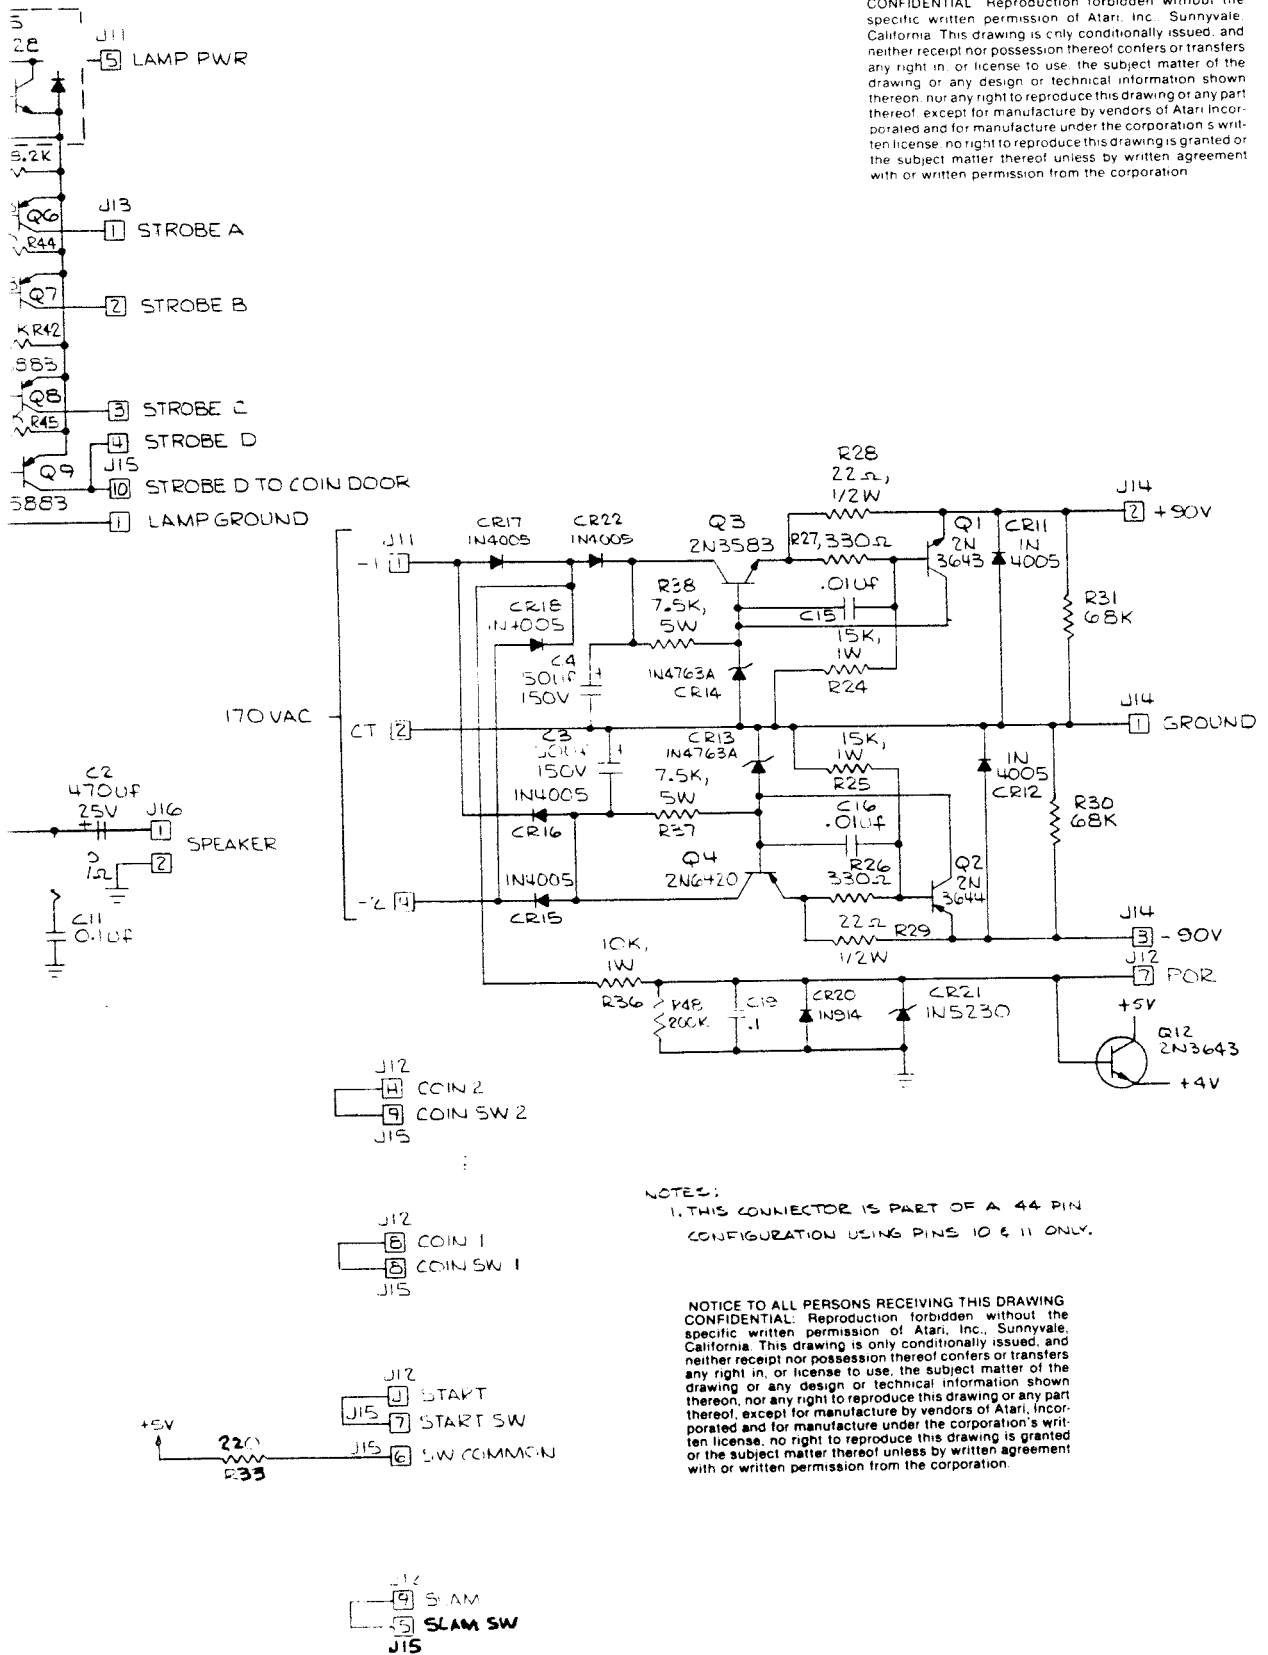 CONFIDENTIAL Reproduction forbidden without the
specific written permission of Atari, Inc., Sunnyvale,
California. This drawing is only conditionally issued, and
neither receipt nor possession thereof confers or transfers
any right in, or license to use, the subject matter of the
drawing or any design or technical information shown
thereon, nor any right to reproduce this drawing or any part
thereof, except for manufacture by vendors of Atari Incor-
porated and for manufacture under the corporation s writ-
ten license, no right to reproduce this drawing is granted or
the subject matter thereof unless by written agreement
with or written permission from the corporation
28
J11
5 LAMP PWR
8.2K
Q6
J13
1 STROBE A
R44
Q7
2 STROBE B
K R42
5883
Q8
3 STROBE C
R45
4 STROBE D
J15
Q9
10 STROBE D TO COIN DOOR
5883
1 LAMP GROUND
R28
22Ω,
1/2W
J14
2 +90V
CR17
1N4005
CR22
1N4005
Q3
2N3583
R27, 330Ω
Q1
2N
3643
CR11
1N
4005
J11
-1 1
CR18
1N4005
R38
7.5K,
5W
.01uf
C15
R31
68K
15K,
1W
R24
C4
50uf
150V
+
1N4763A
CR14
170 VAC
CT 2
J14
1 GROUND
C3
50uf
150V
+
CR13
1N4763A
15K,
1W
R25
1N
4005
CR12
7.5K,
5W
R37
1N4005
CR16
C16
.01uf
R30
68K
C2
470uf
25V
+
J16
1
SPEAKER
2
1Ω
Q4
2N6420
R26
330Ω
Q2
2N
3644
1N4005
CR15
-2 4
C11
0.1uf
22Ω
R29
1/2W
J14
3 -90V
10K,
1W
R36
J12
7 POR
R48
200K
C19
.1
CR20
1N914
CR21
1N5230
+5V
Q12
2N3643
+4V
J12
H COIN 2
9 COIN SW 2
J15
NOTES:
1. THIS CONNECTOR IS PART OF A 44 PIN
CONFIGURATION USING PINS 10 & 11 ONLY.
J12
8 COIN 1
8 COIN SW 1
J15
NOTICE TO ALL PERSONS RECEIVING THIS DRAWING
CONFIDENTIAL: Reproduction forbidden without the
specific written permission of Atari, Inc., Sunnyvale,
California. This drawing is only conditionally issued, and
neither receipt nor possession thereof confers or transfers
any right in, or license to use, the subject matter of the
drawing or any design or technical information shown
thereon, nor any right to reproduce this drawing or any part
thereof, except for manufacture by vendors of Atari, Incor-
porated and for manufacture under the corporation's writ-
ten license, no right to reproduce this drawing is granted
or the subject matter thereof unless by written agreement
with or written permission from the corporation.
J12
J START
J15
7 START SW
+5V
220
R33
J15
6 SW COMMON
J12
9 SLAM
5 SLAM SW
J15